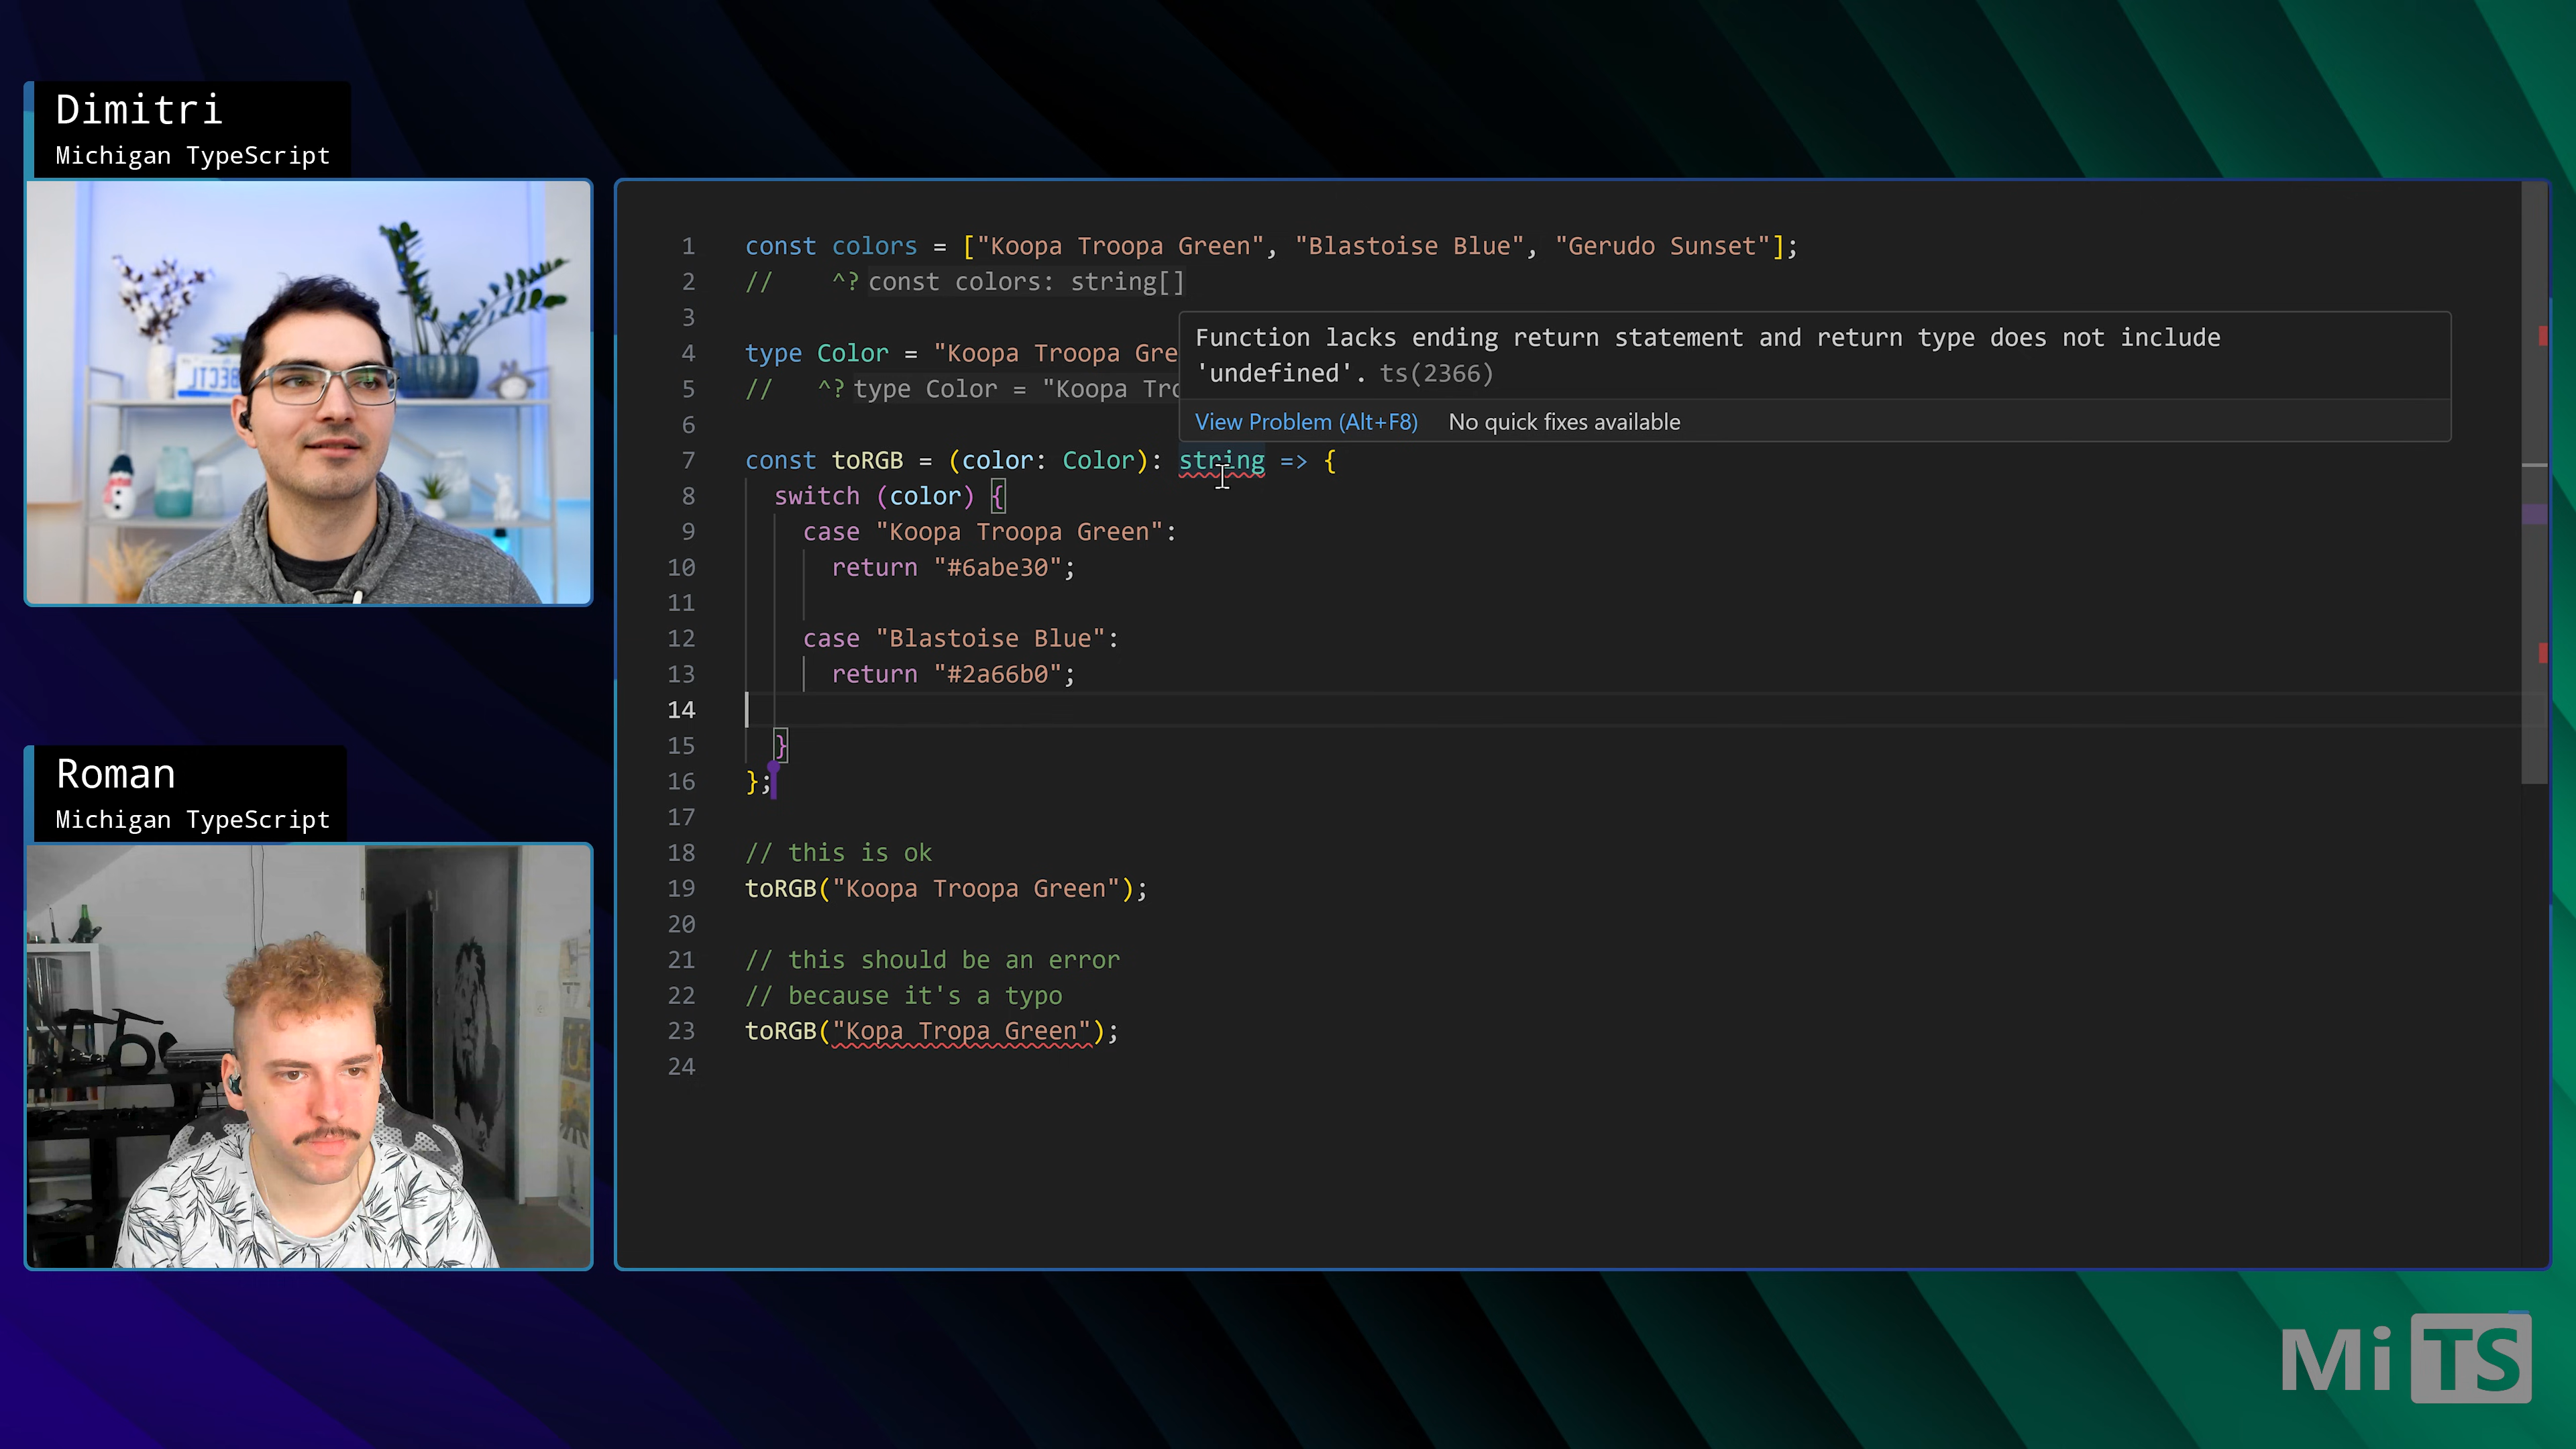 Dimitri
Michigan TypeScript
Roman
Michigan TypeScript
1 const colors = ["Koopa Troopa Green", "Blastoise Blue", "Gerudo Sunset"];
2 // ^? const colors: string[]
3
4 type Color = "Koopa Troopa Gre
5 // ^? type Color = "Koopa Tro
6
Function lacks ending return statement and return type does not include
'undefined'. ts(2366)
View Problem (Alt+F8) No quick fixes available
7 const toRGB = (color: Color): string => {
8 switch (color) {
9 case "Koopa Troopa Green":
10 return "#6abe30";
11
12 case "Blastoise Blue":
13 return "#2a66b0";
14
15 }
16 };
17
18 // this is ok
19 toRGB("Koopa Troopa Green");
20
21 // this should be an error
22 // because it's a typo
23 toRGB("Kopa Tropa Green");
24
Mi TS